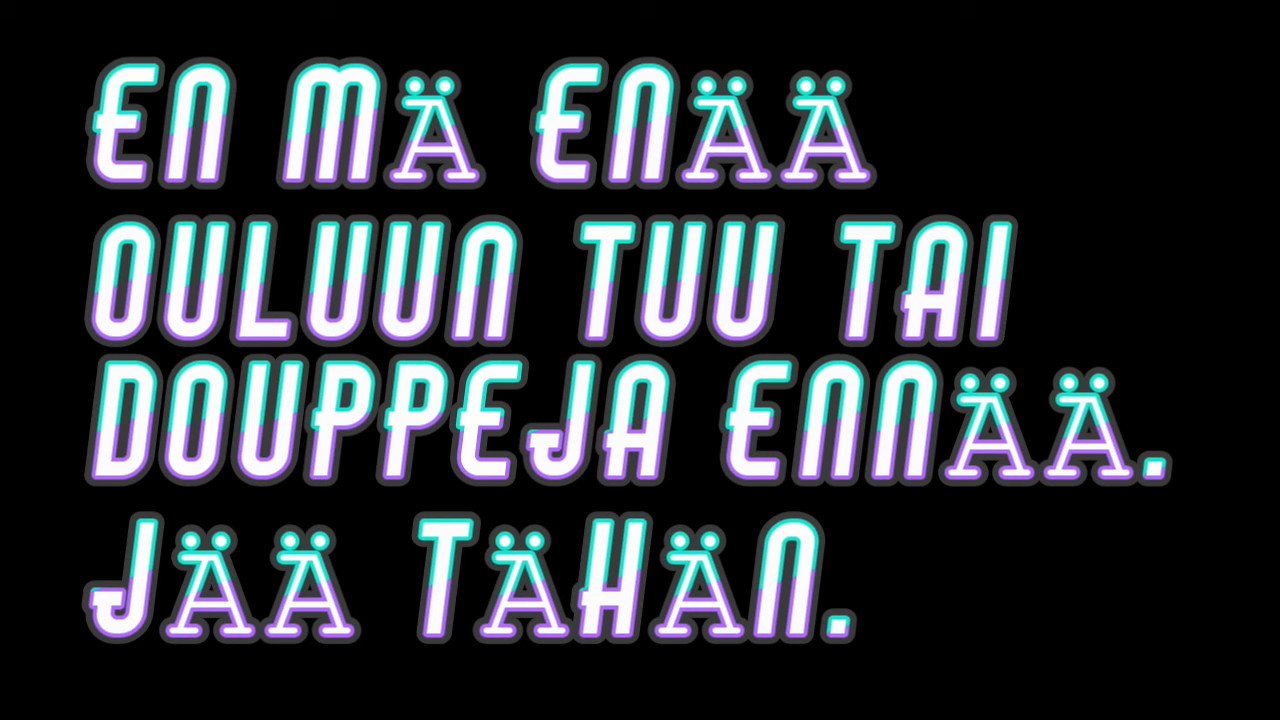 EN MÄ ENÄÄ
OULUUN TUU TAI
DOUPPEJA ENNÄÄ.
JÄÄ TÄHÄN.